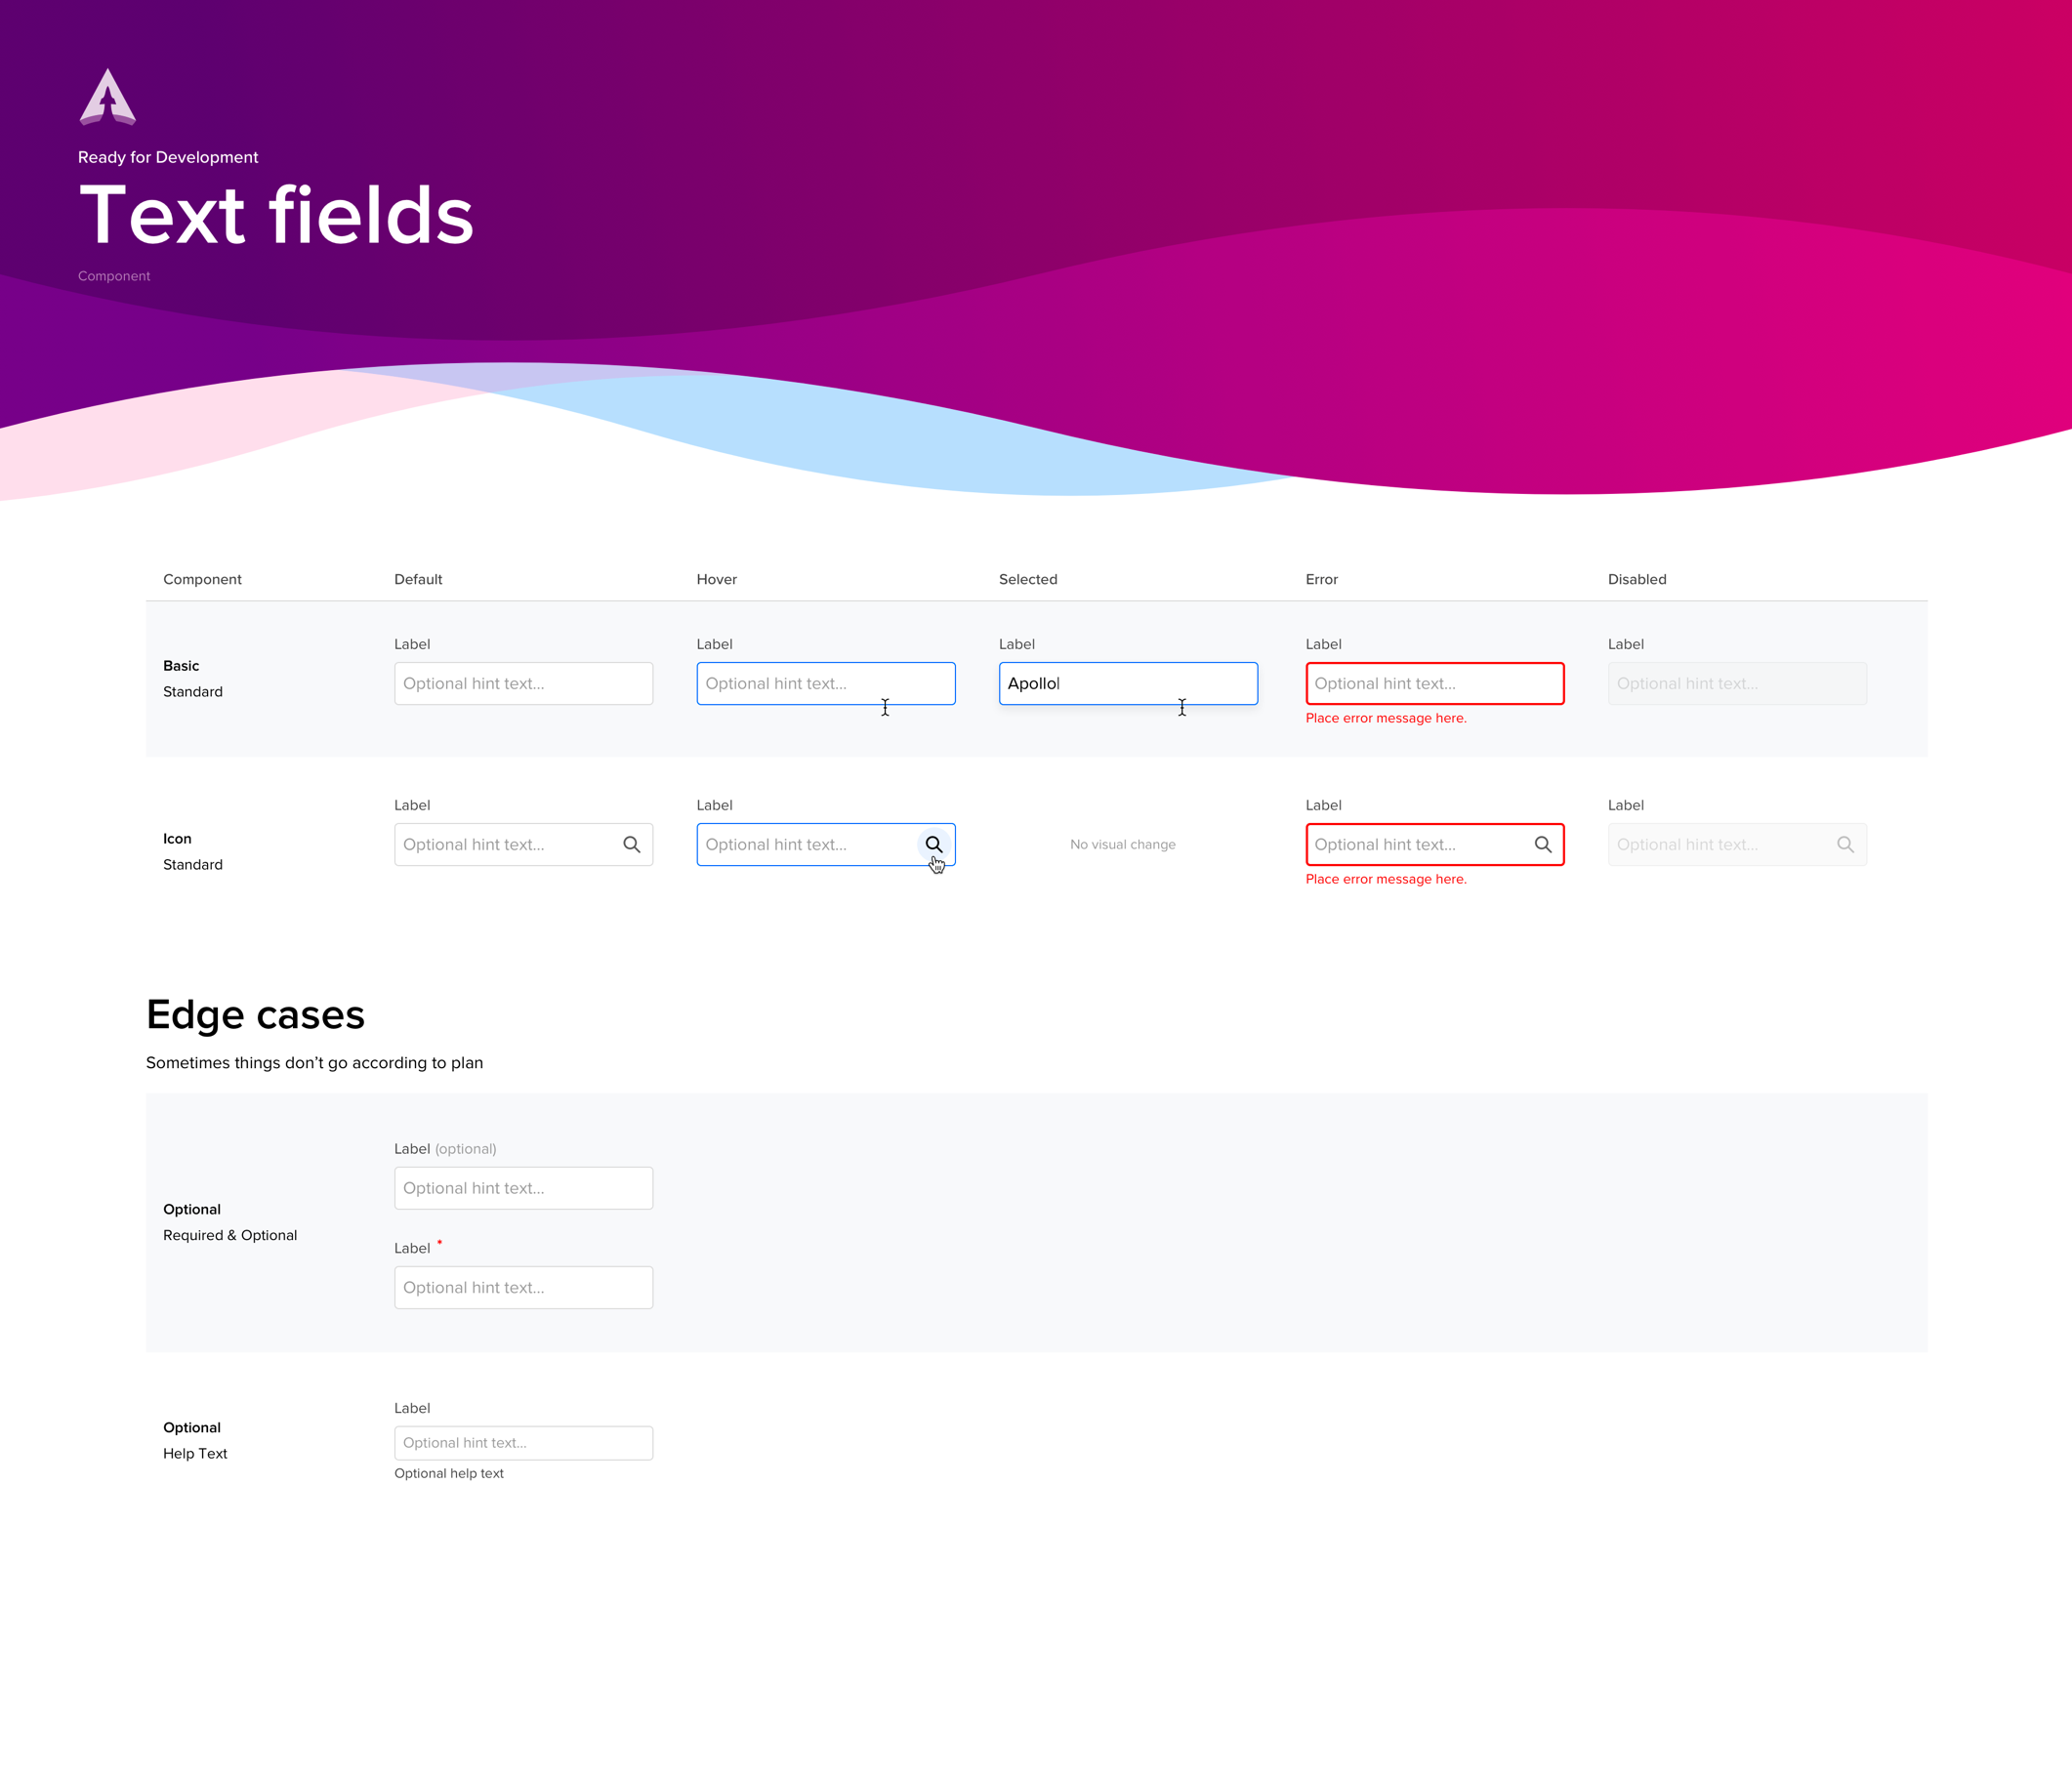 Ready for Development
Text fields
Component
Component Default Hover Selected Error Disabled
Label Label Label Label Label
Basic
Standard
Optional hint text... Optional hint text... Apollo Optional hint text... Optional hint text...
Place error message here.
Label Label Label Label
Icon
Standard
Optional hint text... Optional hint text... No visual change Optional hint text... Optional hint text...
Place error message here.
Edge cases
Sometimes things don’t go according to plan
Label (optional)
Optional hint text...
Optional
Required & Optional
Label *
Optional hint text...
Label
Optional
Help Text
Optional hint text...
Optional help text